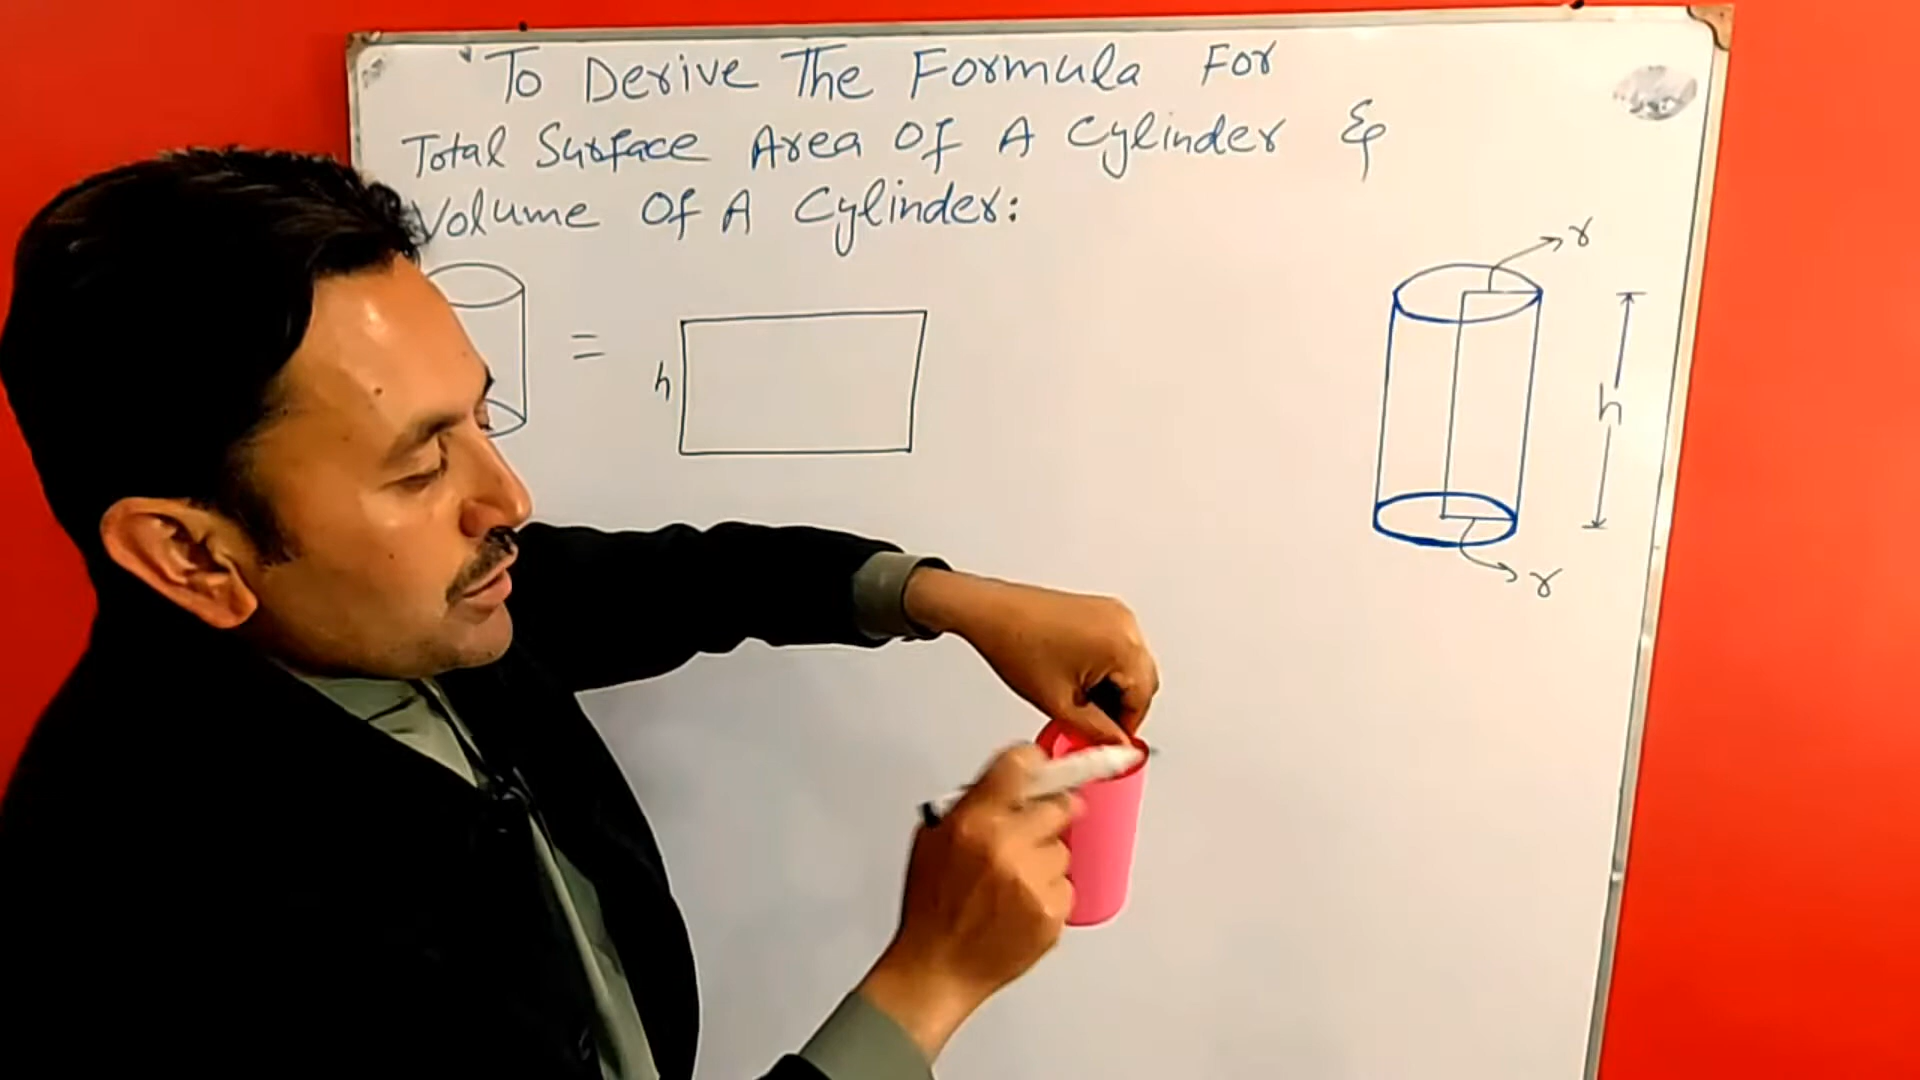 To Derive The Formula For
Total Surface Area Of A Cylinder &
Volume Of A Cylinder:
r
=
h
h
r